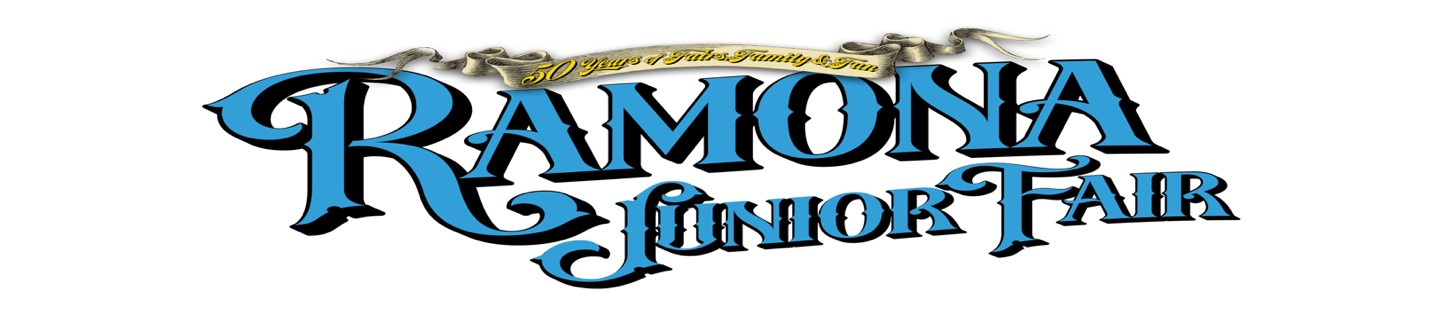 50 Years of Fairs, Family & Fun
RAMONA
JUNIOR FAIR